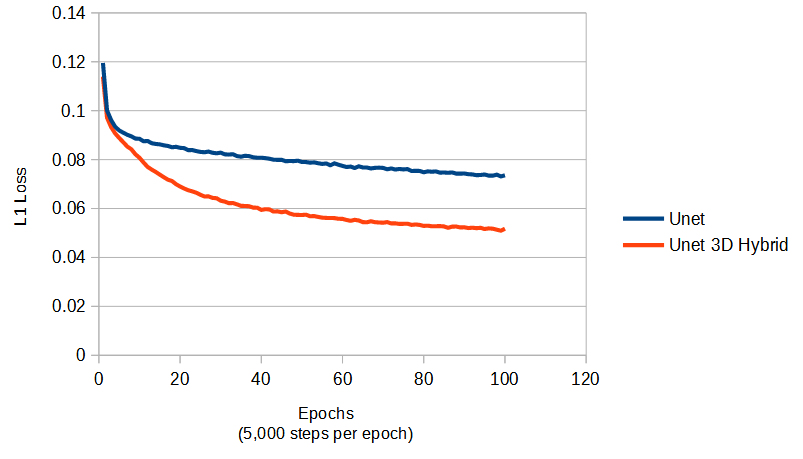 0.14
0.12
0.1
0.08
0.06
0.04
0.02
0
L1 Loss
0 20 40 60 80 100 120
Epochs
(5,000 steps per epoch)
Unet
Unet 3D Hybrid